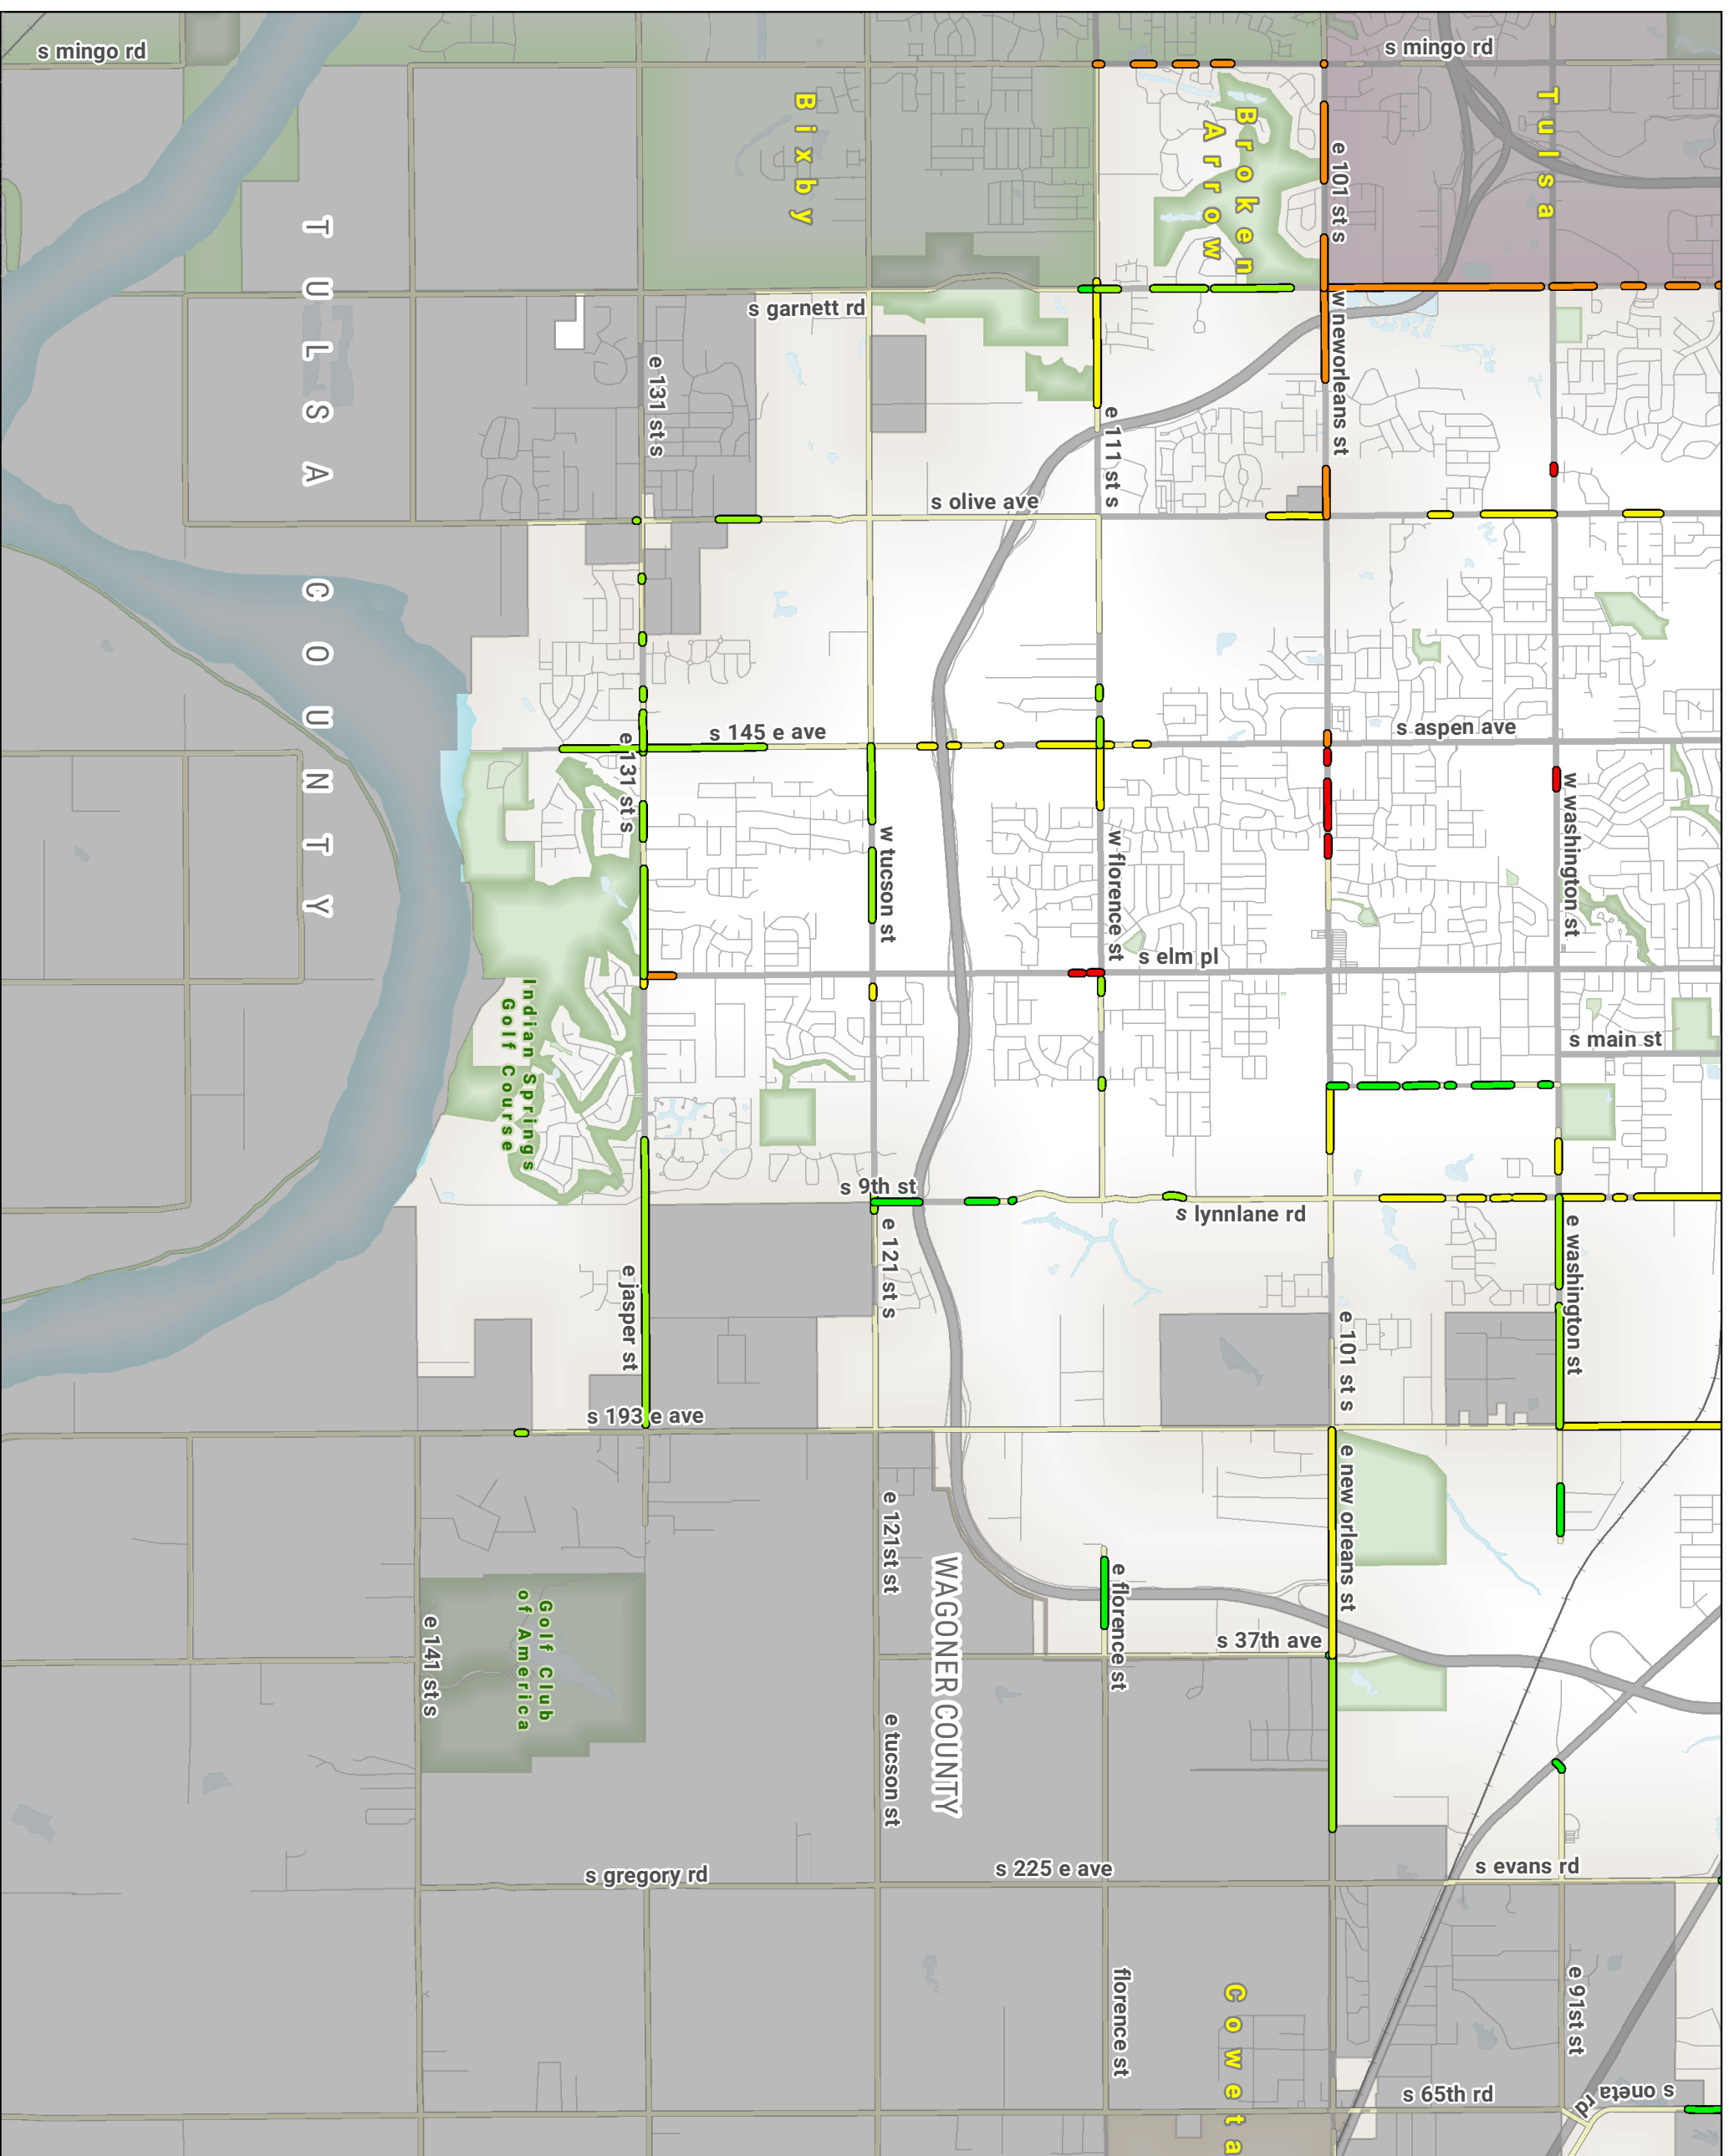 s mingo rd
s mingo rd
Bixby
Broken
Arrow
Tulsa
e 101 st s
TULSA COUNTY
s garnett rd
w neworleans st
e 131 st s
e 111 st s
s olive ave
s 145 e ave
s aspen ave
e 131 st s
w tucson st
w florence st
w washington st
s elm pl
Indian Springs
Golf Course
s main st
s 9th st
s lynnlane rd
e 121 st s
e washington st
e jasper st
e 101 st s
s 193 e ave
e new orleans st
e 121st st
WAGONER COUNTY
e florence st
s 37th ave
Golf Club
of America
e 141 st s
e tucson st
s gregory rd
s 225 e ave
s evans rd
florence st
Coweta
e 91st st
s 65th rd
s oneta
rd